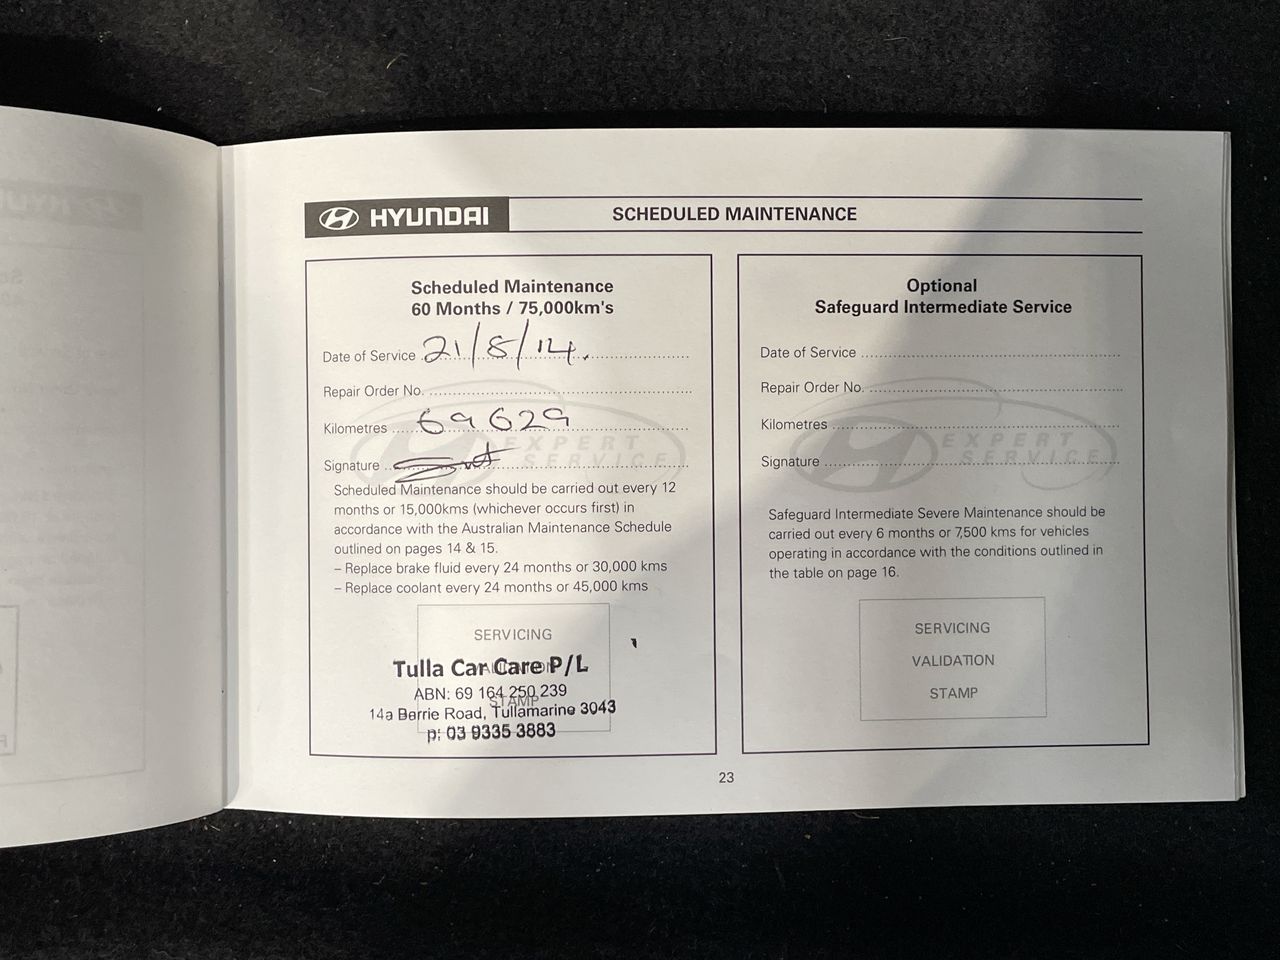 HYUNDAI
SCHEDULED MAINTENANCE
Scheduled Maintenance
60 Months / 75,000km's
Date of Service 21/8/14.
Repair Order No.
Kilometres 69629
Signature
EXPERT
SERVICE
Scheduled Maintenance should be carried out every 12
months or 15,000kms (whichever occurs first) in
accordance with the Australian Maintenance Schedule
outlined on pages 14 & 15.
– Replace brake fluid every 24 months or 30,000 kms
– Replace coolant every 24 months or 45,000 kms
SERVICING
VALIDATION
STAMP
Tulla Car Care P/L
ABN: 69 164 250 239
14a Barrie Road, Tullamarine 3043
p: 03 9335 3883
Optional
Safeguard Intermediate Service
Date of Service
Repair Order No.
Kilometres
Signature
EXPERT
SERVICE
Safeguard Intermediate Severe Maintenance should be
carried out every 6 months or 7,500 kms for vehicles
operating in accordance with the conditions outlined in
the table on page 16.
SERVICING
VALIDATION
STAMP
23